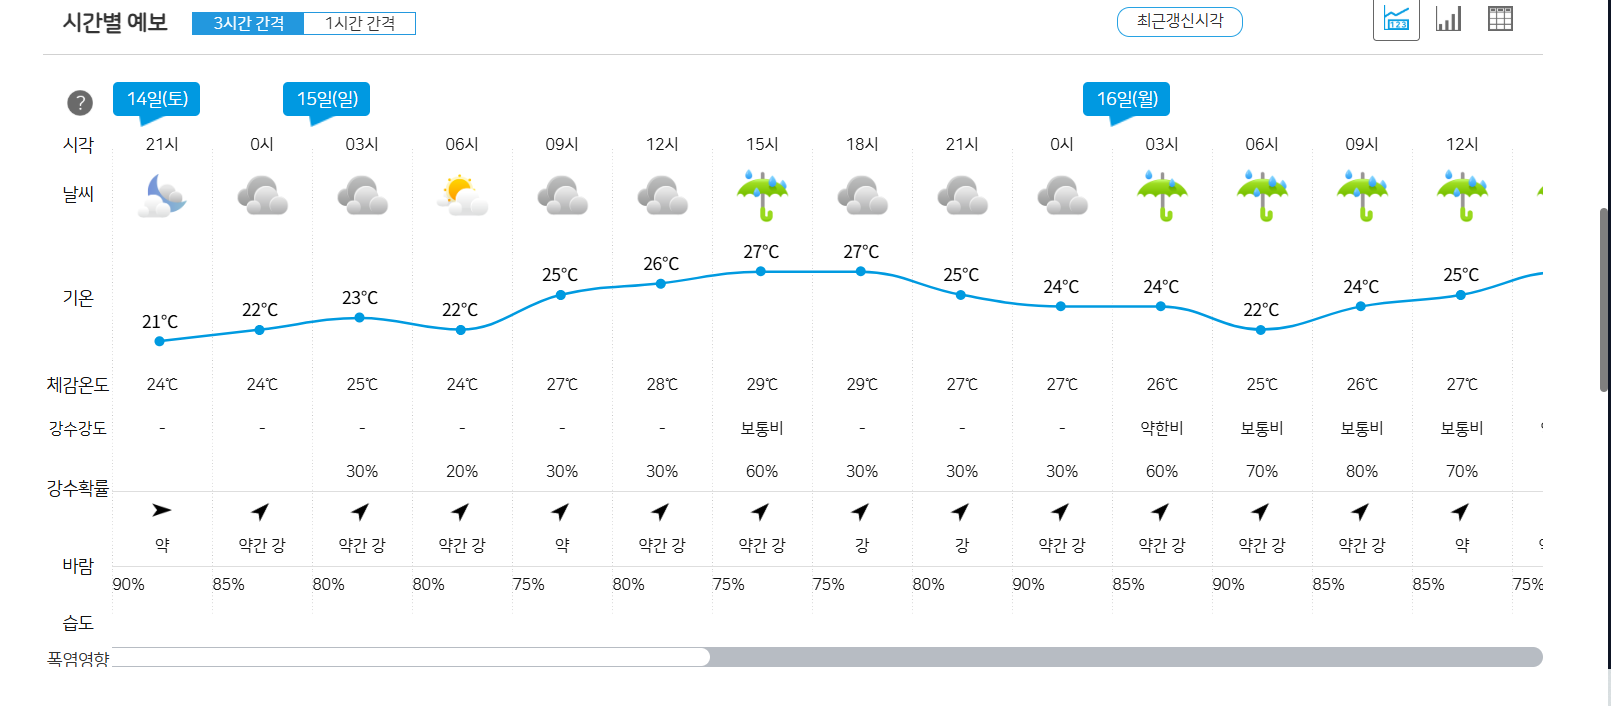 시간별 예보 3시간 간격 1시간 간격 최근갱신시각
123
? 14일(토) 15일(일) 16일(월)
시각 21시 0시 03시 06시 09시 12시 15시 18시 21시 0시 03시 06시 09시 12시
날씨
27℃ 27℃
26℃
25℃ 25℃ 25℃
24℃ 24℃ 24℃
기온 21℃ 22℃ 23℃ 22℃ 22℃
체감온도 24℃ 24℃ 25℃ 24℃ 27℃ 28℃ 29℃ 29℃ 27℃ 27℃ 26℃ 25℃ 26℃ 27℃
강수강도 - - - - - - 보통비 - - - 약한비 보통비 보통비 보통비
강수확률 30% 20% 30% 30% 60% 30% 30% 30% 60% 70% 80% 70%
바람 약 약간 강 약간 강 약간 강 약 약간 강 약간 강 강 강 약간 강 약간 강 약간 강 약간 강 약
90% 85% 80% 80% 75% 80% 75% 75% 80% 90% 85% 90% 85% 85% 75%
습도
폭염영향